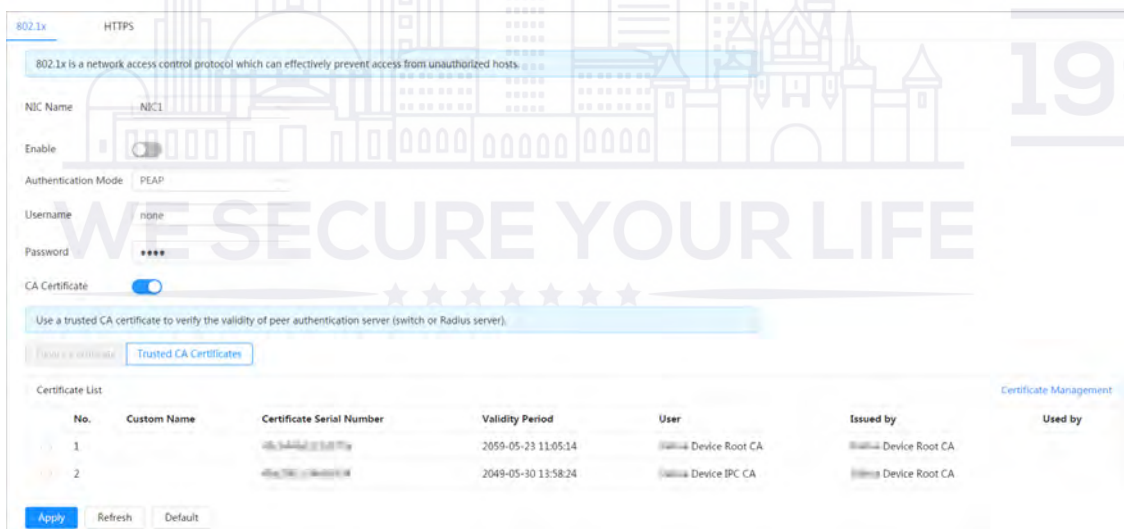 802.1x HTTPS
802.1x is a network access control protocol which can effectively prevent access from unauthorized hosts.
19
NIC Name NIC1
Enable
Authentication Mode PEAP
Username none
WE SECURE YOUR LIFE
Password ••••
CA Certificate
Use a trusted CA certificate to verify the validity of peer authentication server (switch or Radius server).
Trusted CA Certificates
Certificate List Certificate Management
No. Custom Name Certificate Serial Number Validity Period User Issued by Used by
1 2059-05-23 11:05:14 Device Root CA Device Root CA
2 2049-05-30 13:58:24 Device IPC CA Device Root CA
Apply Refresh Default